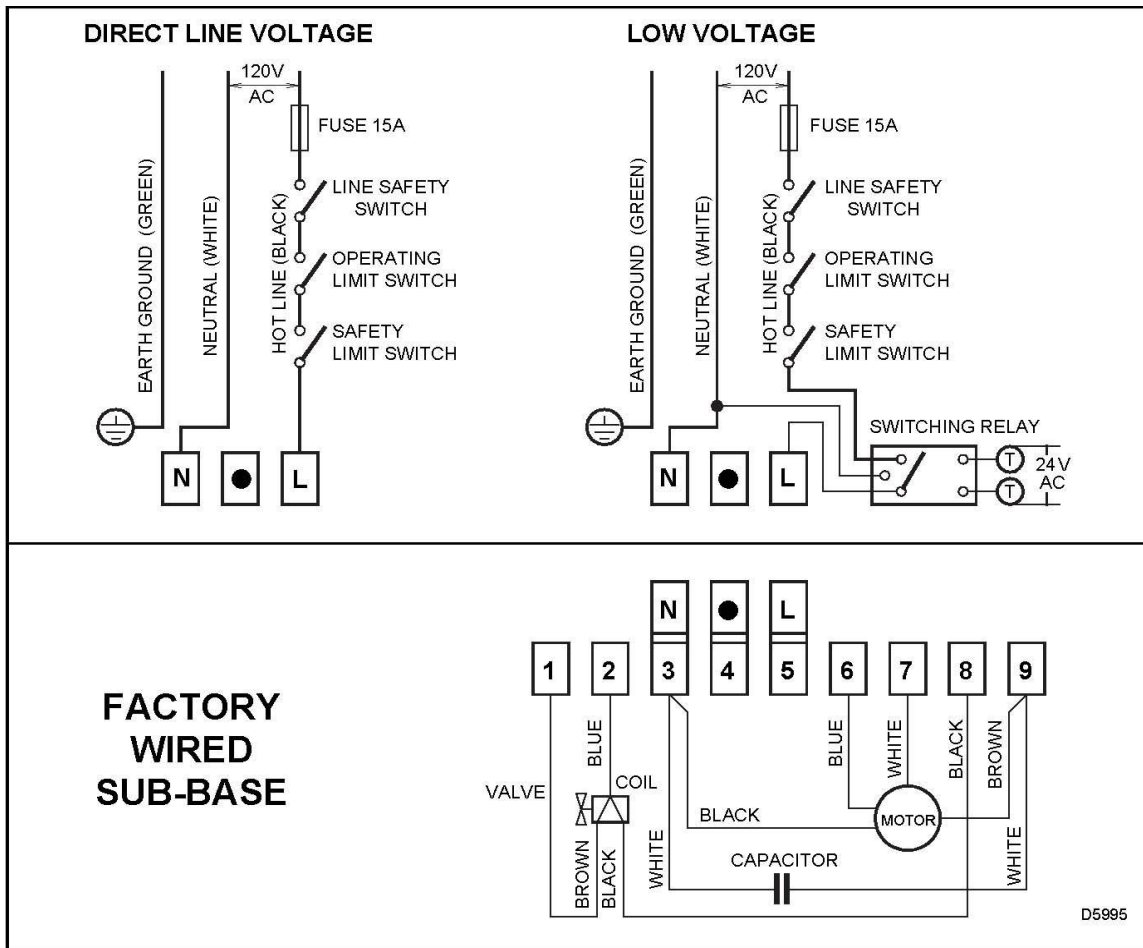 DIRECT LINE VOLTAGE
120V
AC
FUSE 15A
EARTH GROUND (GREEN)
NEUTRAL (WHITE)
HOT LINE (BLACK)
LINE SAFETY
SWITCH
OPERATING
LIMIT SWITCH
SAFETY
LIMIT SWITCH
N
L
LOW VOLTAGE
120V
AC
FUSE 15A
EARTH GROUND (GREEN)
NEUTRAL (WHITE)
HOT LINE (BLACK)
LINE SAFETY
SWITCH
OPERATING
LIMIT SWITCH
SAFETY
LIMIT SWITCH
SWITCHING RELAY
N
L
T
T
24V
AC
FACTORY
WIRED
SUB-BASE
N
L
1
2
3
4
5
6
7
8
9
BLUE
BLUE
WHITE
BLACK
BROWN
VALVE
COIL
BLACK
MOTOR
BROWN
BLACK
WHITE
CAPACITOR
WHITE
D5995